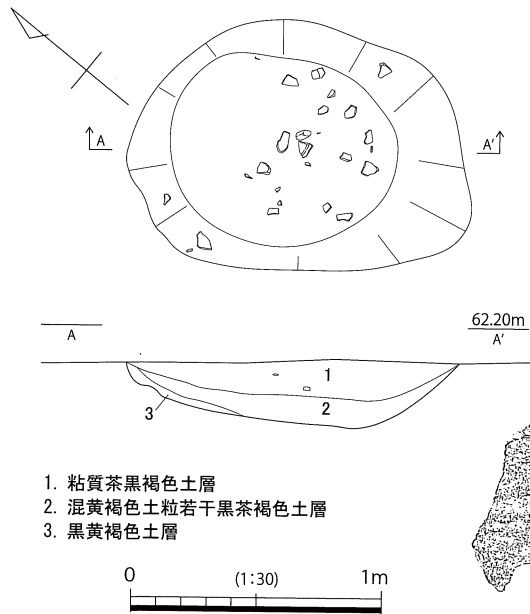 A A'
62.20m
A A'
1
2
3
1. 粘質茶黒褐色土層
2. 混黄褐色土粒若干黒茶褐色土層
3. 黒黄褐色土層
0 (1:30) 1m